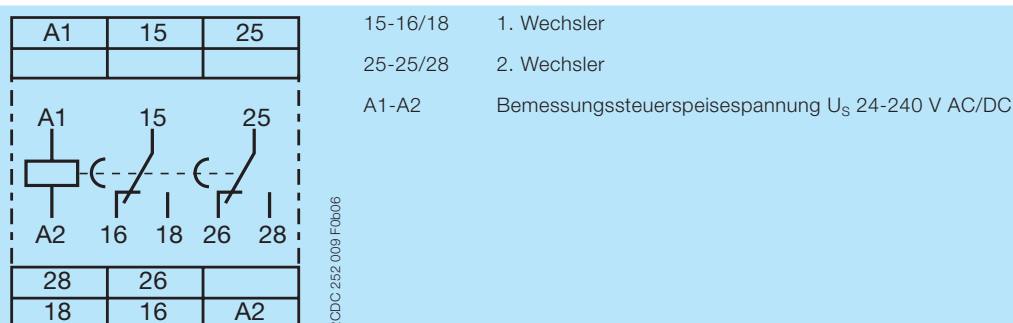 A1 15 25
A1 15 25
A2 16 18 26 28
28 26
18 16 A2
CDC 252 009 F0b06
15-16/18 1. Wechsler
25-25/28 2. Wechsler
A1-A2 Bemessungssteuerspeisespannung US 24-240 V AC/DC